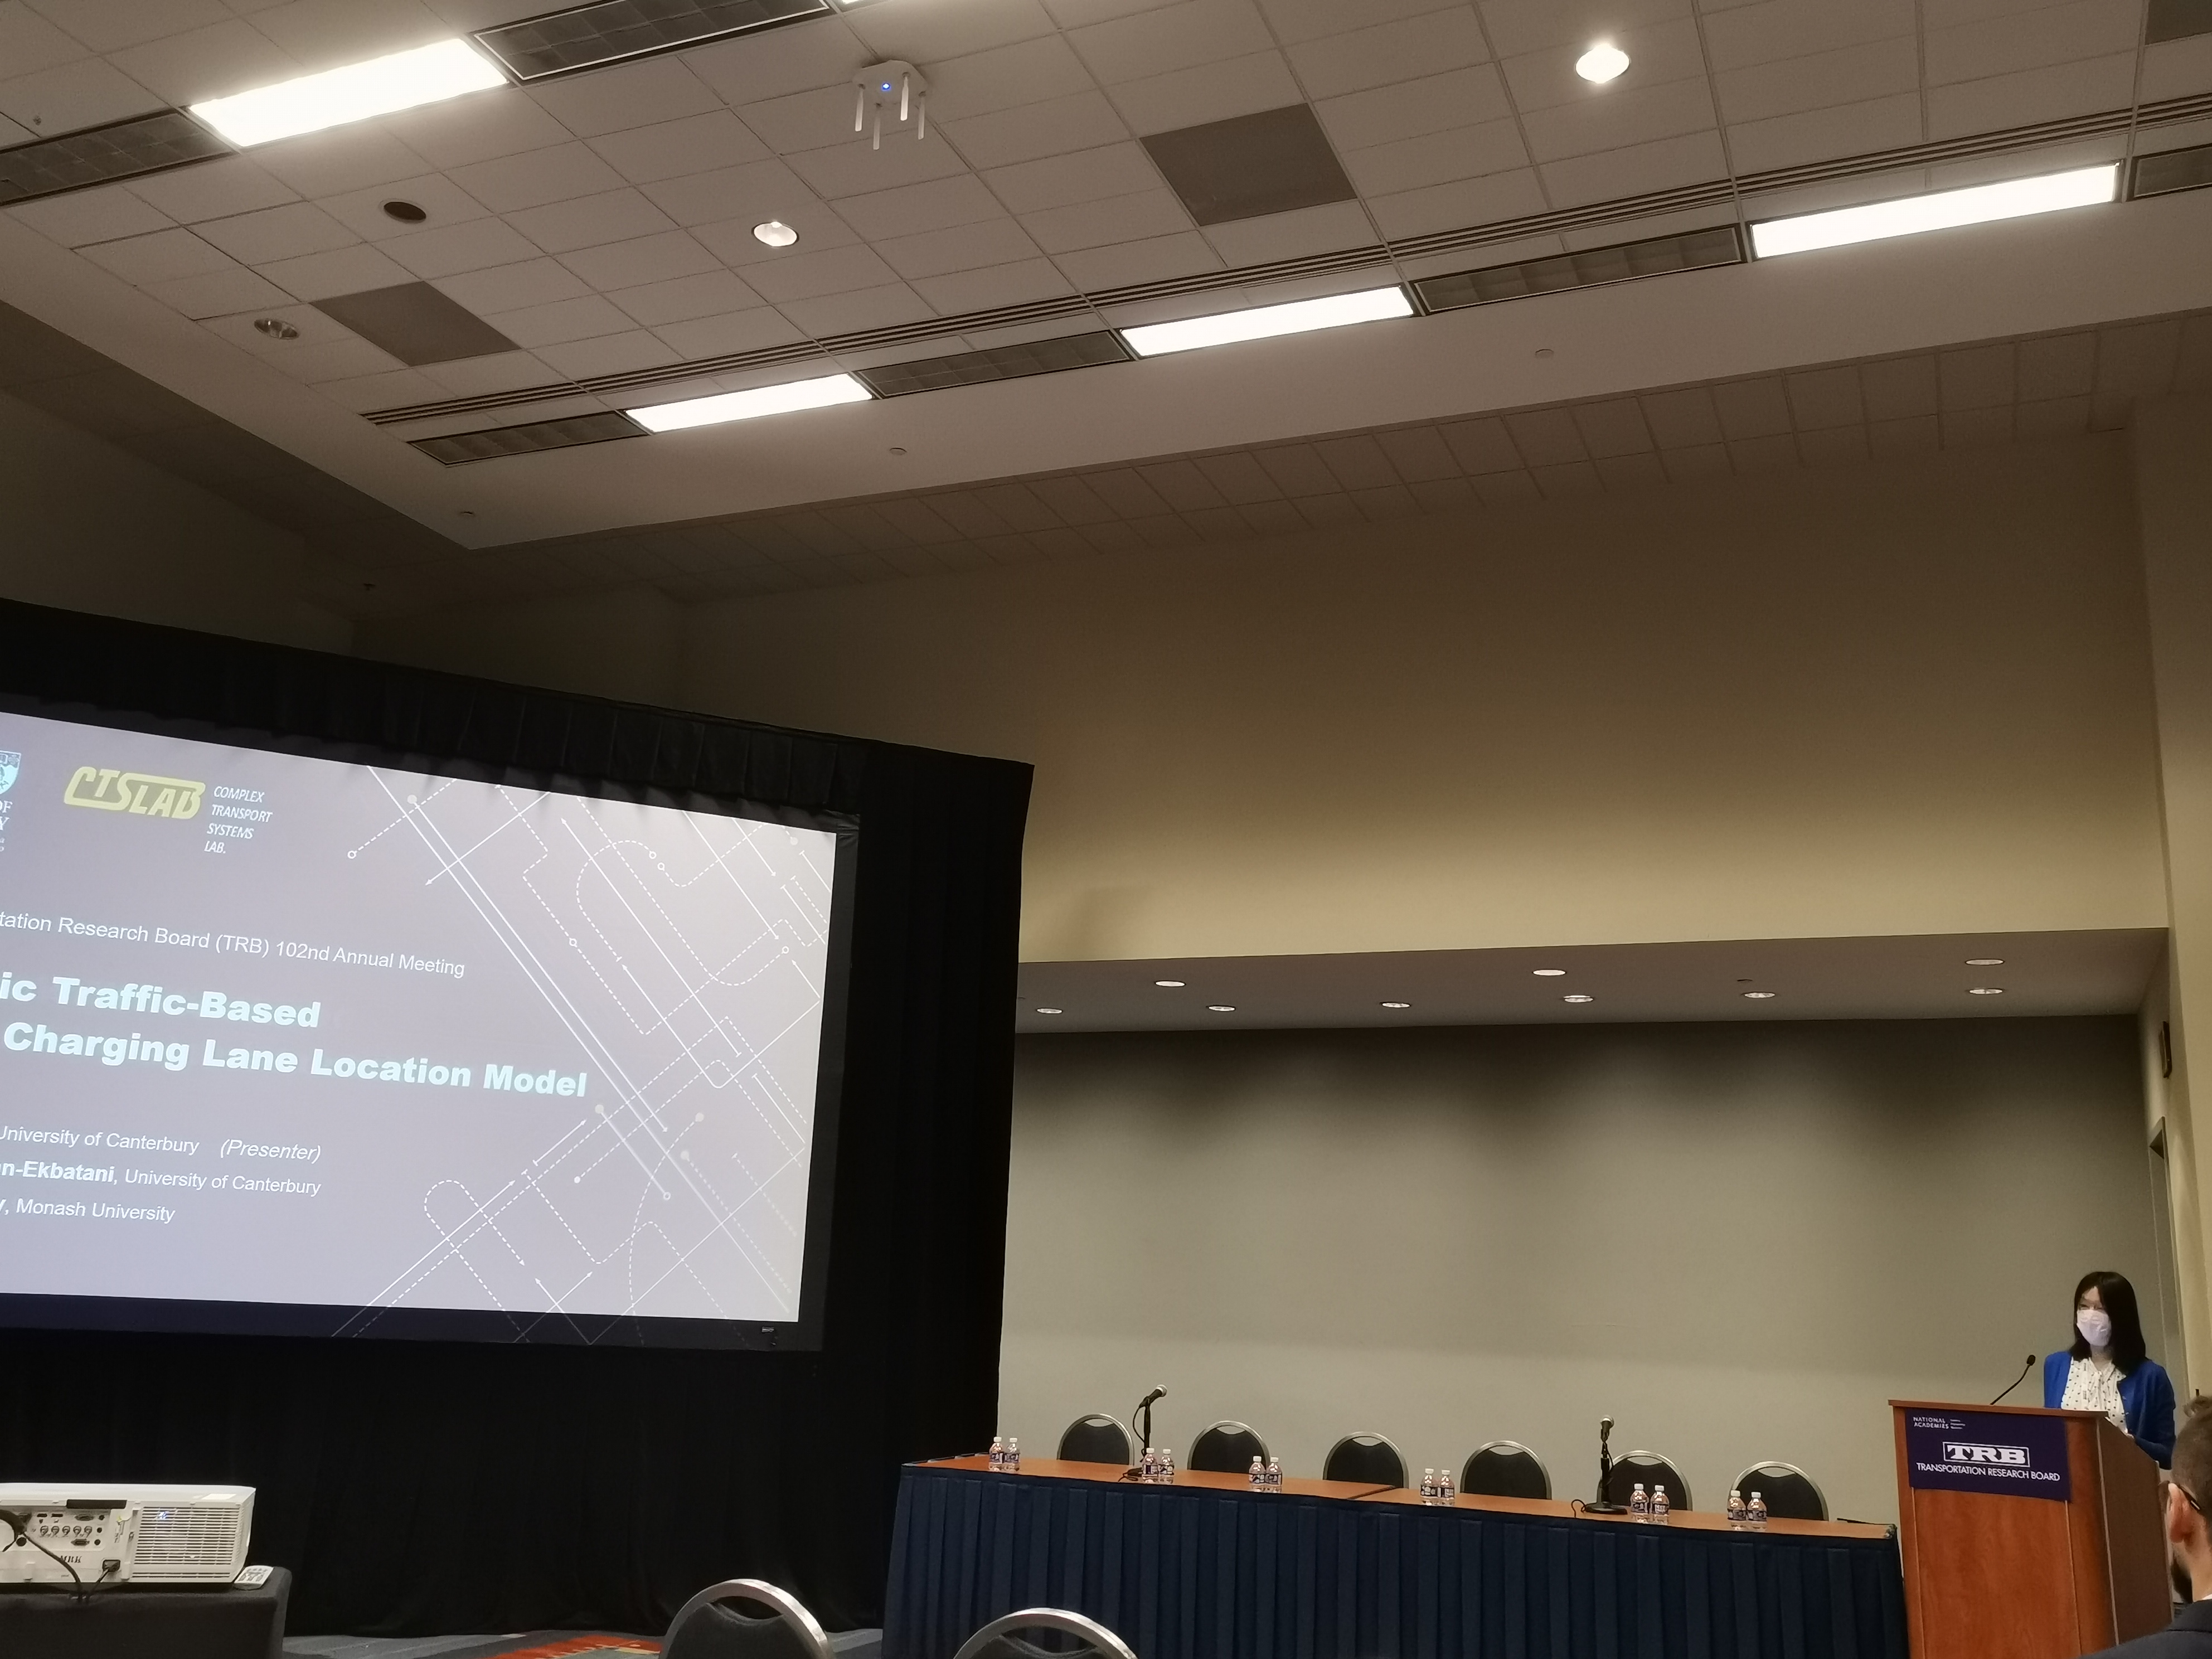 CTSLAB
COMPLEX
TRANSPORT
SYSTEMS
LAB.
OF
Y
tation Research Board (TRB) 102nd Annual Meeting
ic Traffic-Based
Charging Lane Location Model
University of Canterbury (Presenter)
n-Ekbatani, University of Canterbury
y, Monash University
NATIONAL
ACADEMIES
TRB
TRANSPORTATION RESEARCH BOARD